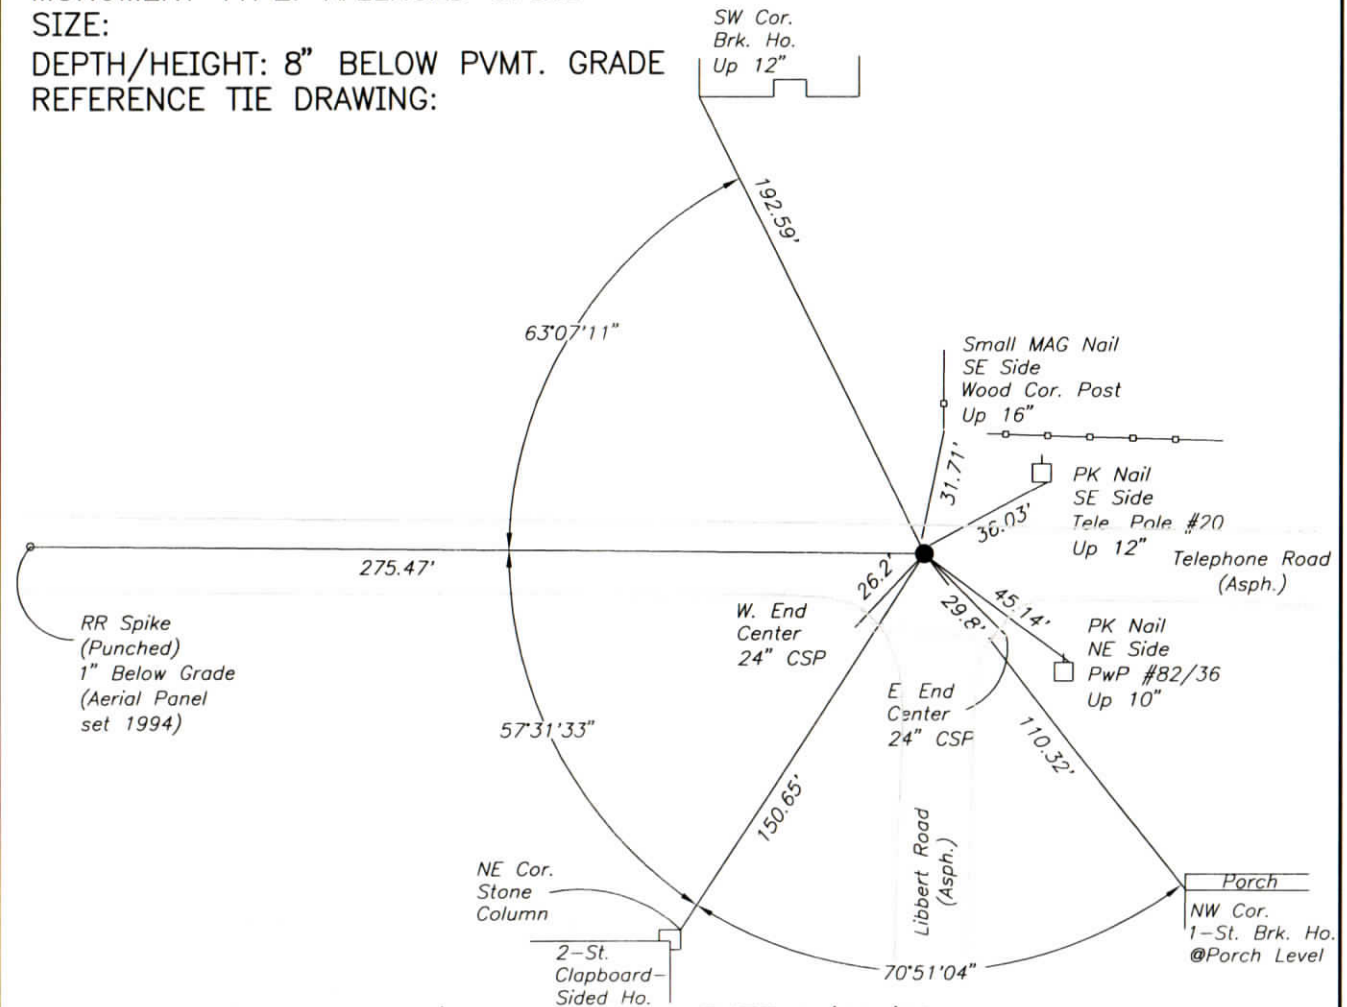 SIZE:
DEPTH/HEIGHT: 8" BELOW PVMT. GRADE
REFERENCE TIE DRAWING:
SW Cor.
Brk. Ho.
Up 12"
192.59'
63°07'11"
Small MAG Nail
SE Side
Wood Cor. Post
Up 16"
31.71'
PK Nail
SE Side
Tele. Pole #20
Up 12"
36.03'
Telephone Road
(Asph.)
275.47'
RR Spike
(Punched)
1" Below Grade
(Aerial Panel
set 1994)
26.2'
W. End
Center
24" CSP
29.8'
45.14'
PK Nail
NE Side
PwP #82/36
Up 10"
E. End
Center
24" CSP
57°31'33"
110.32'
150.65'
Libbert Road
(Asph.)
NE Cor.
Stone
Column
2-St.
Clapboard-
Sided Ho.
Porch
NW Cor.
1-St. Brk. Ho.
@Porch Level
70°51'04"